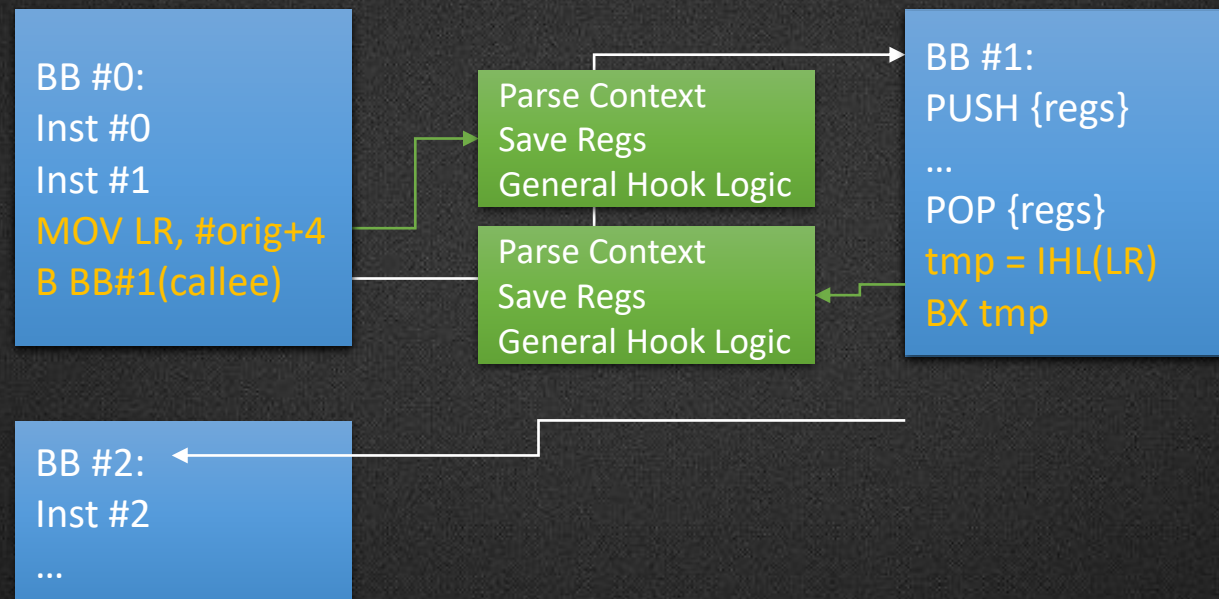 BB #0:
Inst #0
Inst #1
MOV LR, #orig+4
B BB#1(callee)
Parse Context
Save Regs
General Hook Logic
Parse Context
Save Regs
General Hook Logic
BB #1:
PUSH {regs}
...
POP {regs}
tmp = IHL(LR)
BX tmp
BB #2:
Inst #2
...